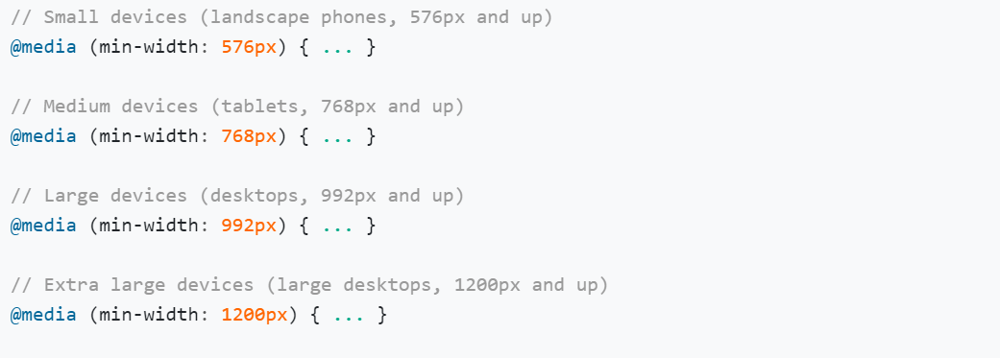 // Small devices (landscape phones, 576px and up)
@media (min-width: 576px) { ... }
// Medium devices (tablets, 768px and up)
@media (min-width: 768px) { ... }
// Large devices (desktops, 992px and up)
@media (min-width: 992px) { ... }
// Extra large devices (large desktops, 1200px and up)
@media (min-width: 1200px) { ... }